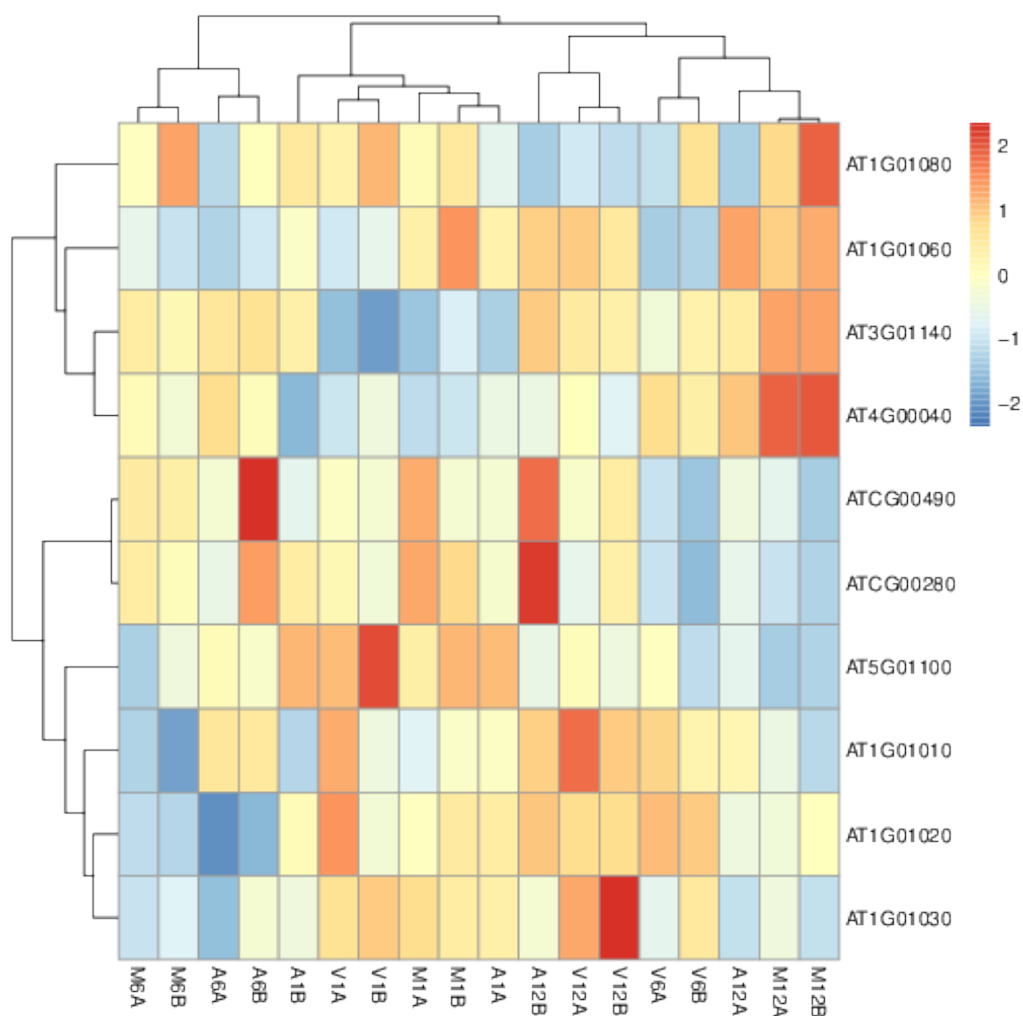 AT1G01080
AT1G01060
AT3G01140
AT4G00040
ATCG00490
ATCG00280
AT5G01100
AT1G01010
AT1G01020
AT1G01030
2
1
0
−1
−2
M6A
M6B
A6A
A6B
A1B
V1A
V1B
M1A
M1B
A1A
A12B
V12A
V12B
V6A
V6B
A12A
M12A
M12B